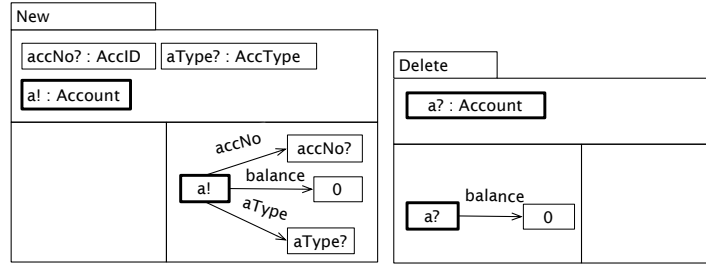 New
accNo? : AccID
aType? : AccType
a! : Account
accNo
accNo?
balance
a!
0
aType
aType?
Delete
a? : Account
balance
a?
0